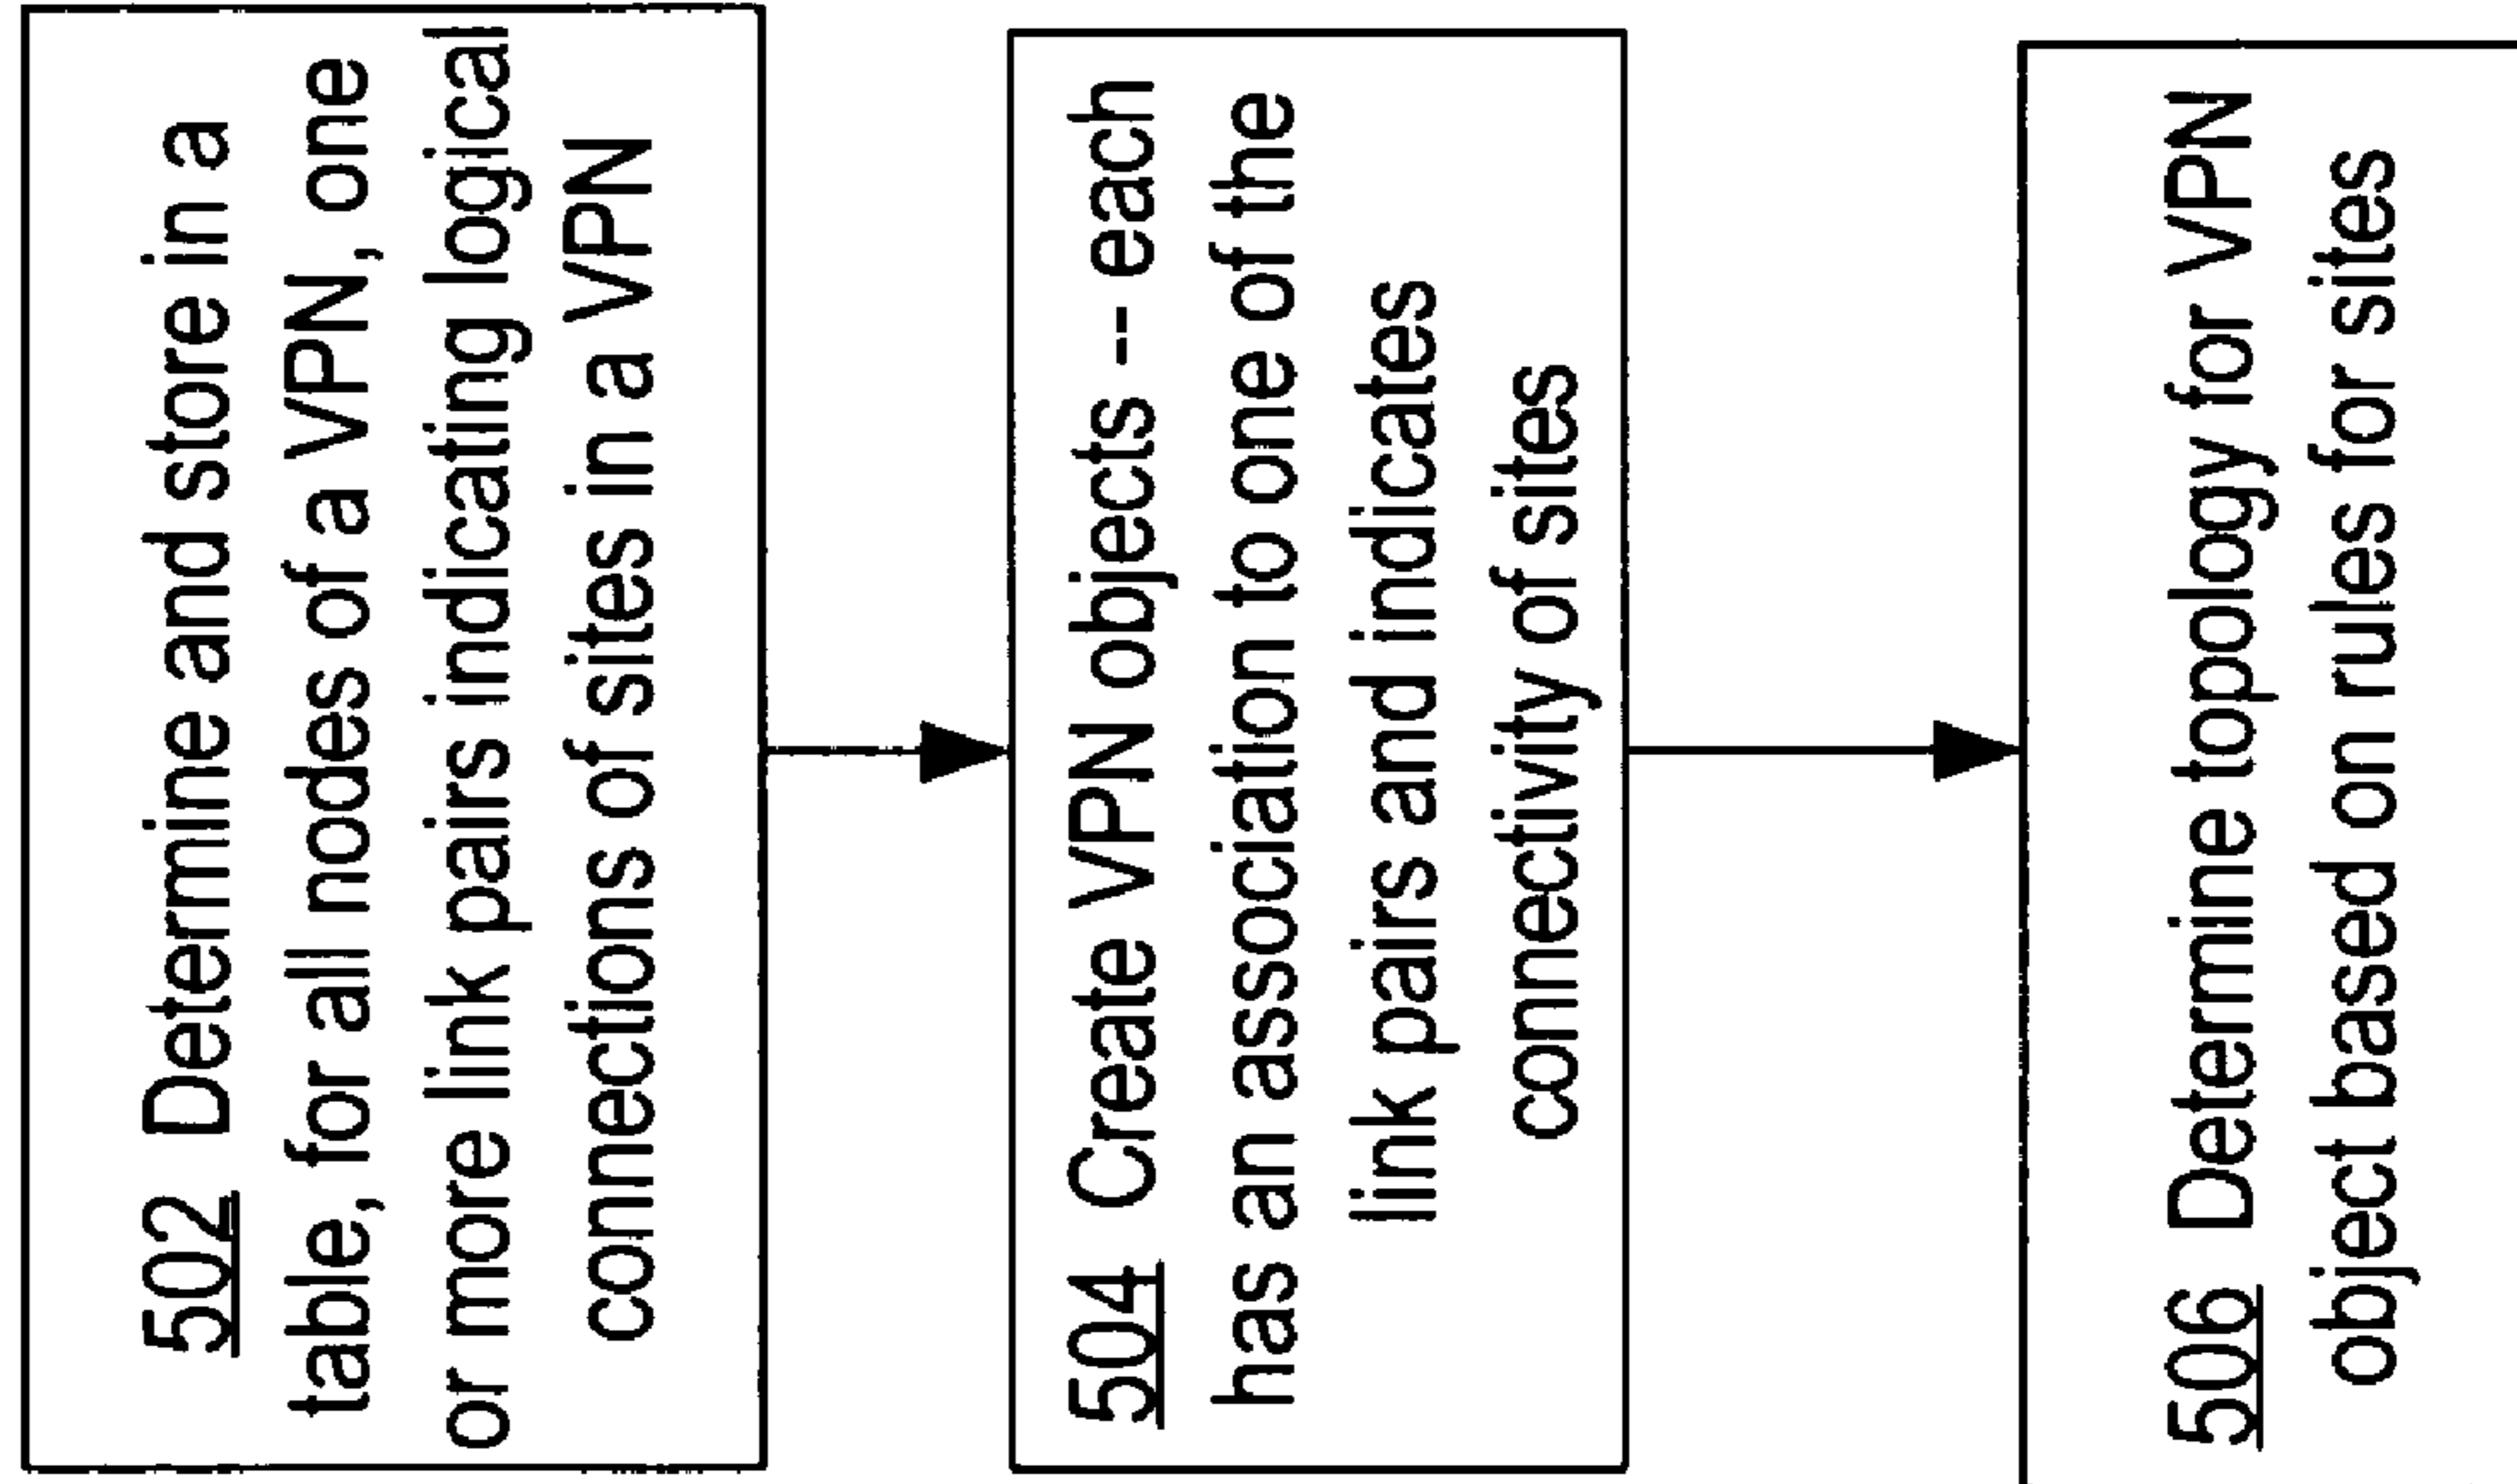 502 Determine and store in a
table, for all nodes of a VPN, one
or more link pairs indicating logical
connections of sites in a VPN
504 Create VPN objects -- each
has an association to one of the
link pairs and indicates
connectivity of sites
506 Determine topology for VPN
object based on rules for sites